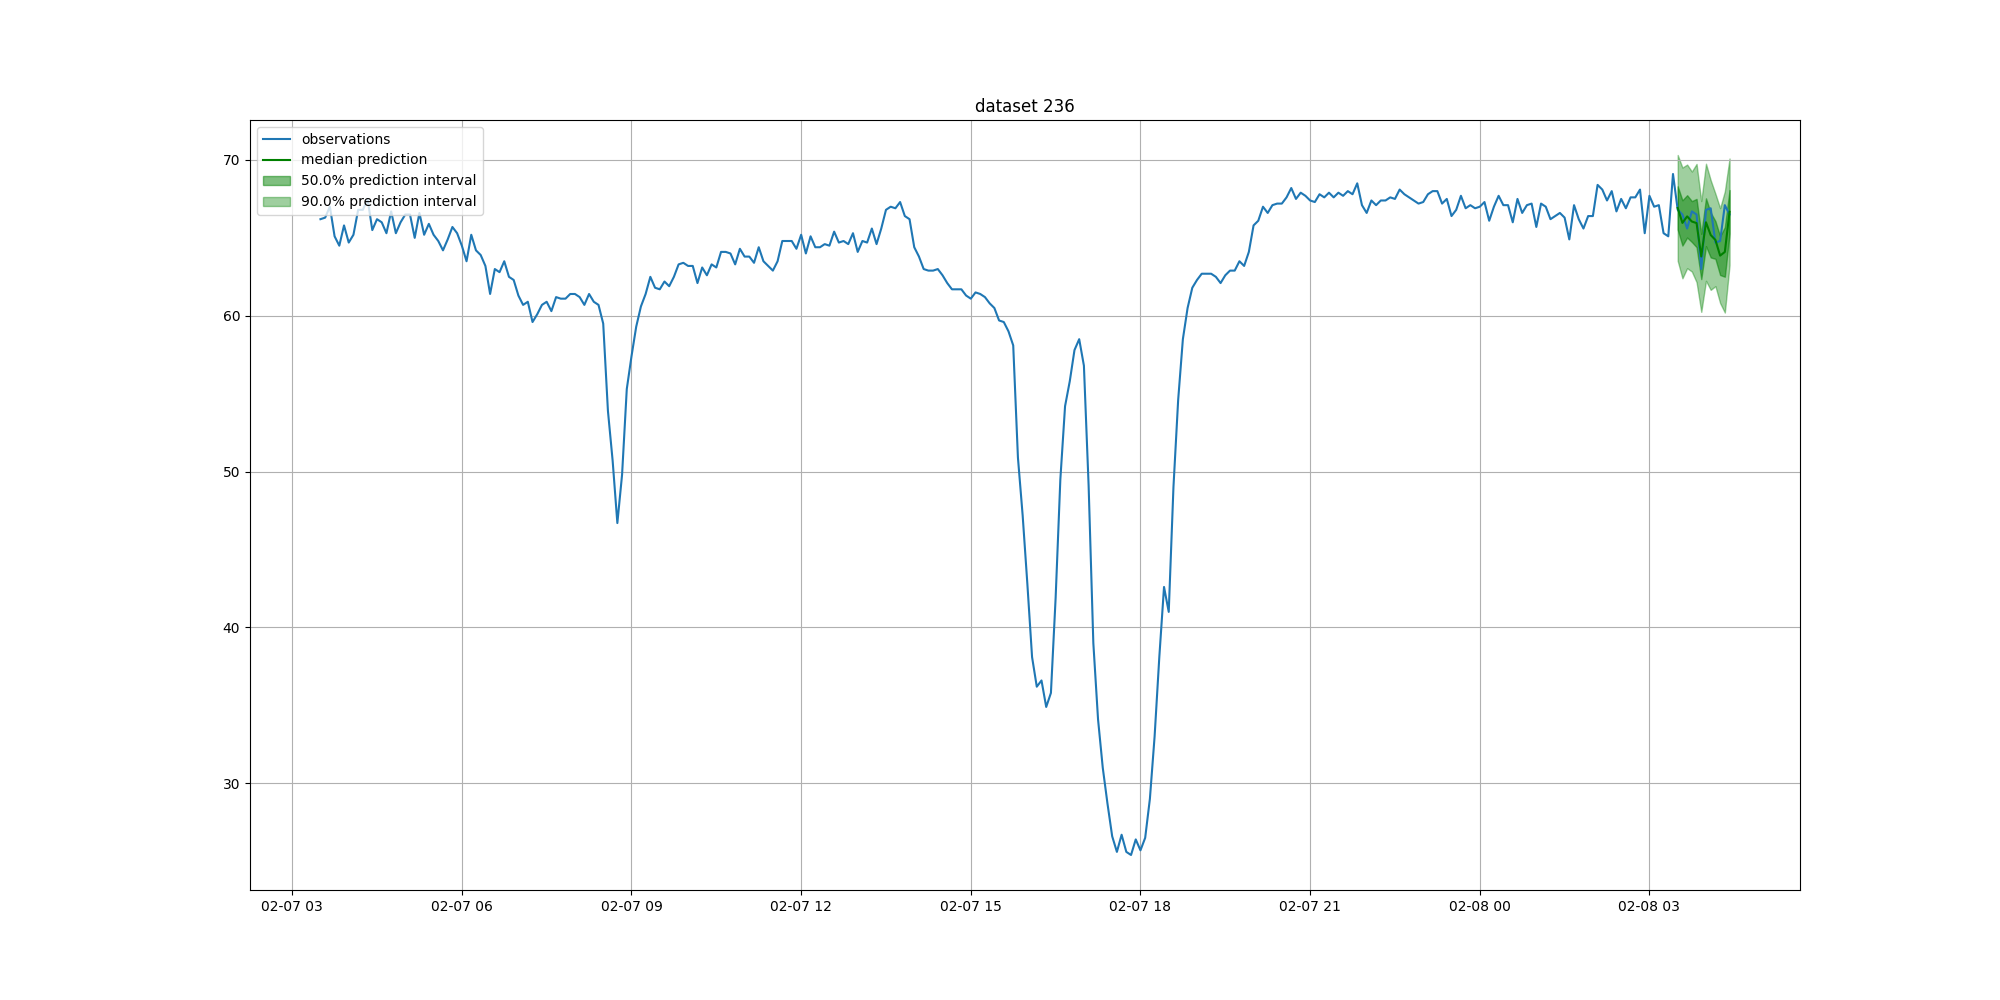 dataset 236
observations
median prediction
50.0% prediction interval
90.0% prediction interval
70
60
50
40
30
02-07 03 02-07 06 02-07 09 02-07 12 02-07 15 02-07 18 02-07 21 02-08 00 02-08 03